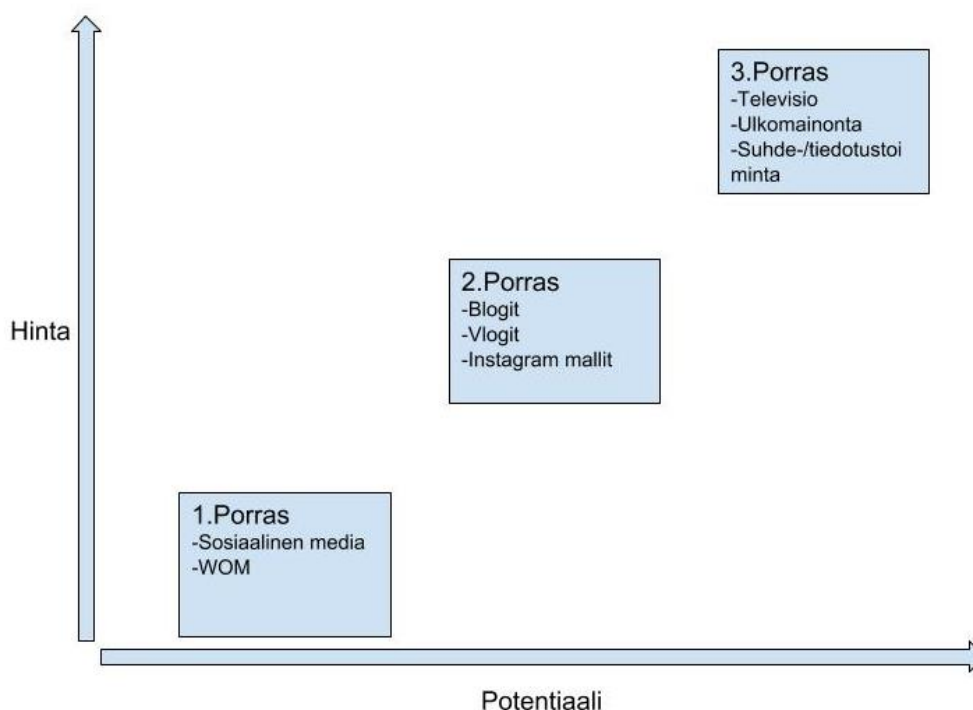 3.Porras
-Televisio
-Ulkomainonta
-Suhde-/tiedotustoi
minta
2.Porras
-Blogit
-Vlogit
-Instagram mallit
Hinta
1.Porras
-Sosiaalinen media
-WOM
Potentiaali